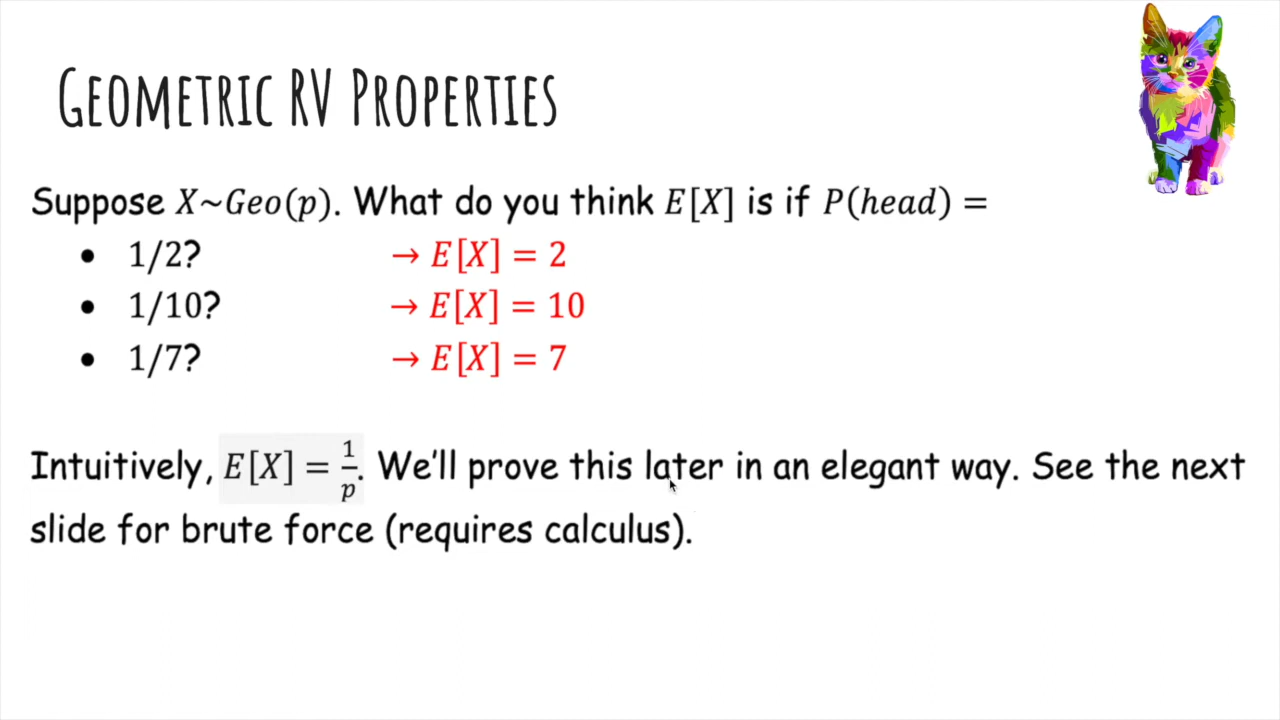 GEOMETRIC RV PROPERTIES
Suppose X~Geo(p). What do you think E[X] is if P(head) =
• 1/2? → E[X] = 2
• 1/10? → E[X] = 10
• 1/7? → E[X] = 7
Intuitively, E[X] = 1/p. We'll prove this later in an elegant way. See the next
slide for brute force (requires calculus).